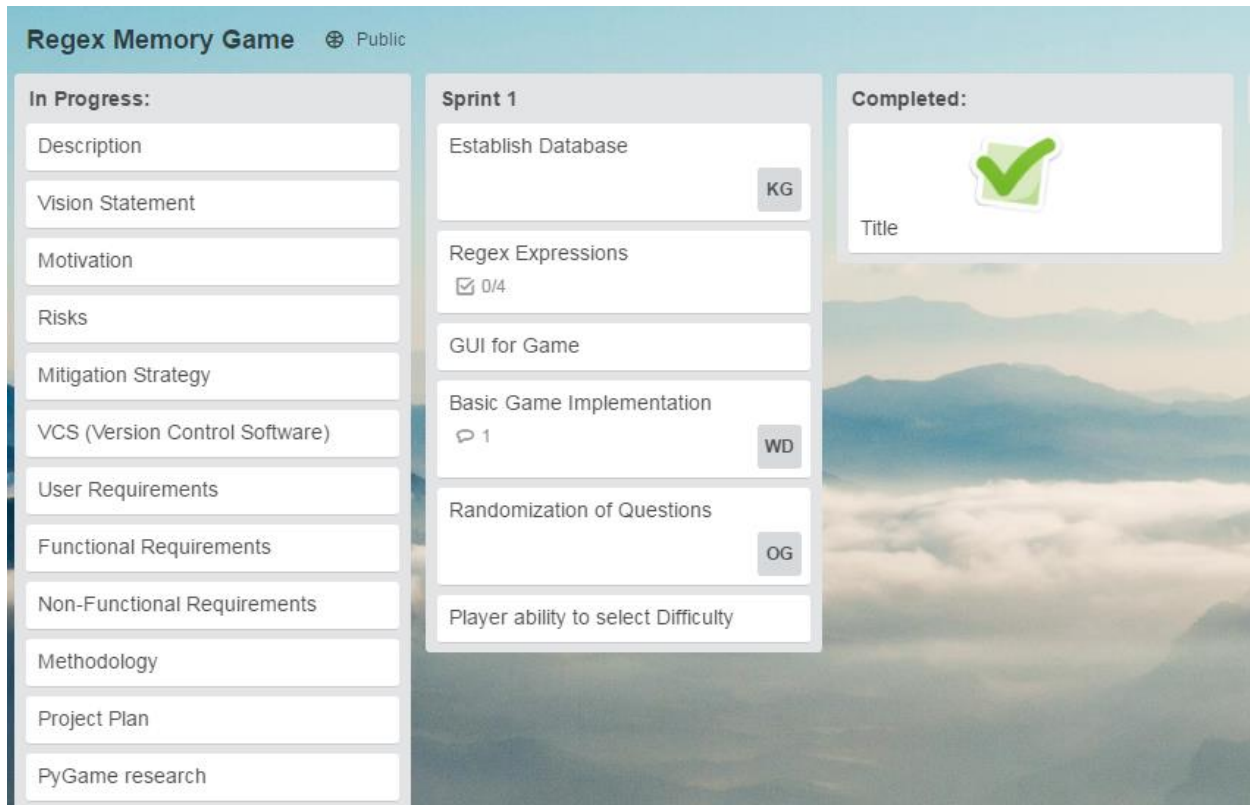 Regex Memory Game Public
In Progress:
Description
Vision Statement
Motivation
Risks
Mitigation Strategy
VCS (Version Control Software)
User Requirements
Functional Requirements
Non-Functional Requirements
Methodology
Project Plan
PyGame research
Sprint 1
Establish Database
KG
Regex Expressions
0/4
GUI for Game
Basic Game Implementation
1
WD
Randomization of Questions
OG
Player ability to select Difficulty
Completed:
Title